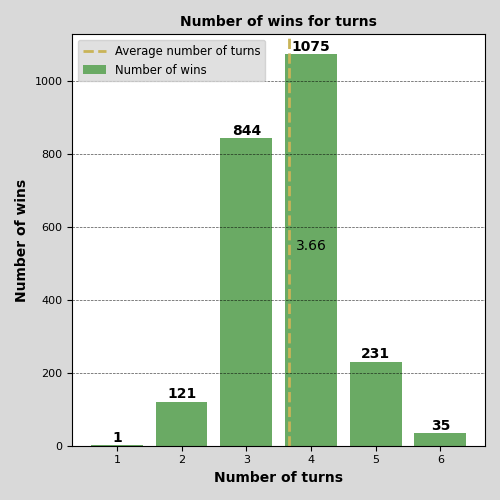 Number of wins for turns
Average number of turns
Number of wins
1075
844
3.66
231
121
35
1
1000
800
600
400
200
0
Number of wins
1 2 3 4 5 6
Number of turns